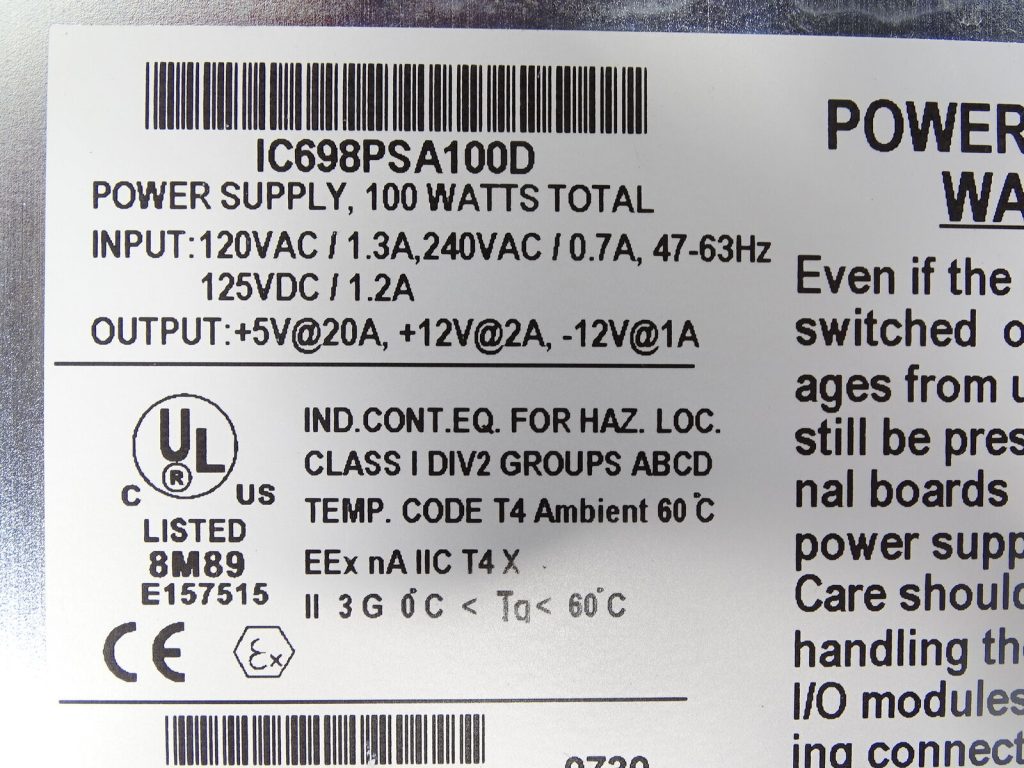 IC698PSA100D
POWER SUPPLY, 100 WATTS TOTAL
INPUT:120VAC / 1.3A,240VAC / 0.7A, 47-63Hz
125VDC / 1.2A
OUTPUT:+5V@20A, +12V@2A, -12V@1A
UL
®
C US
LISTED
8M89
E157515
CE Ex
IND.CONT.EQ. FOR HAZ. LOC.
CLASS I DIV2 GROUPS ABCD
TEMP. CODE T4 Ambient 60°C
EEx nA IIC T4 X
II 3 G 0°C < Ta < 60°C
POWER
WA
Even if the
switched o
ages from u
still be pres
nal boards
power supp
Care should
handling the
I/O modules
ing connect